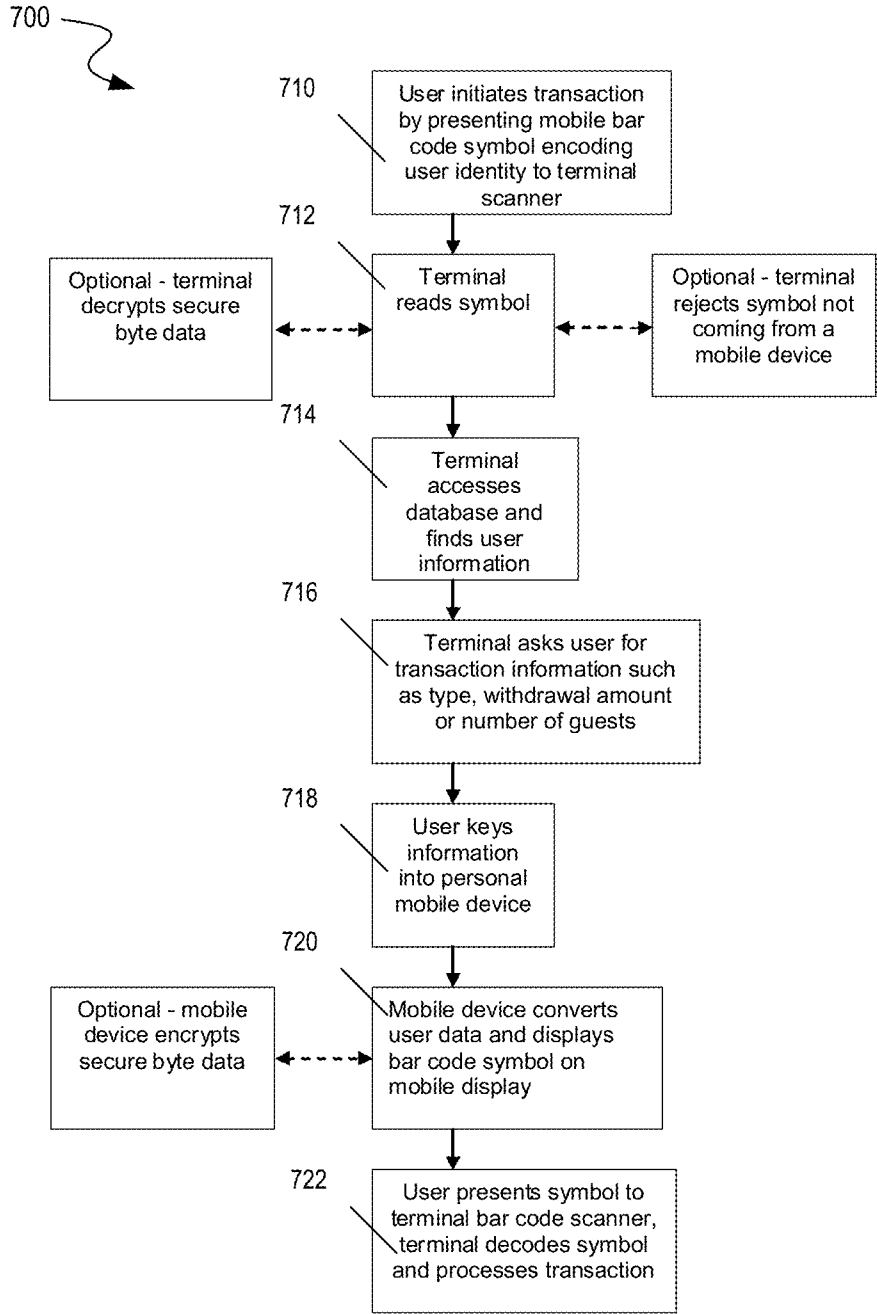 700
710
User initiates transaction
by presenting mobile bar
code symbol encoding
user identity to terminal
scanner
712
Optional - terminal
decrypts secure
byte data
Terminal
reads symbol
Optional - terminal
rejects symbol not
coming from a
mobile device
714
Terminal
accesses
database and
finds user
information
716
Terminal asks user for
transaction information such
as type, withdrawal amount
or number of guests
718
User keys
information
into personal
mobile device
720
Optional - mobile
device encrypts
secure byte data
Mobile device converts
user data and displays
bar code symbol on
mobile display
722
User presents symbol to
terminal bar code scanner,
terminal decodes symbol
and processes transaction